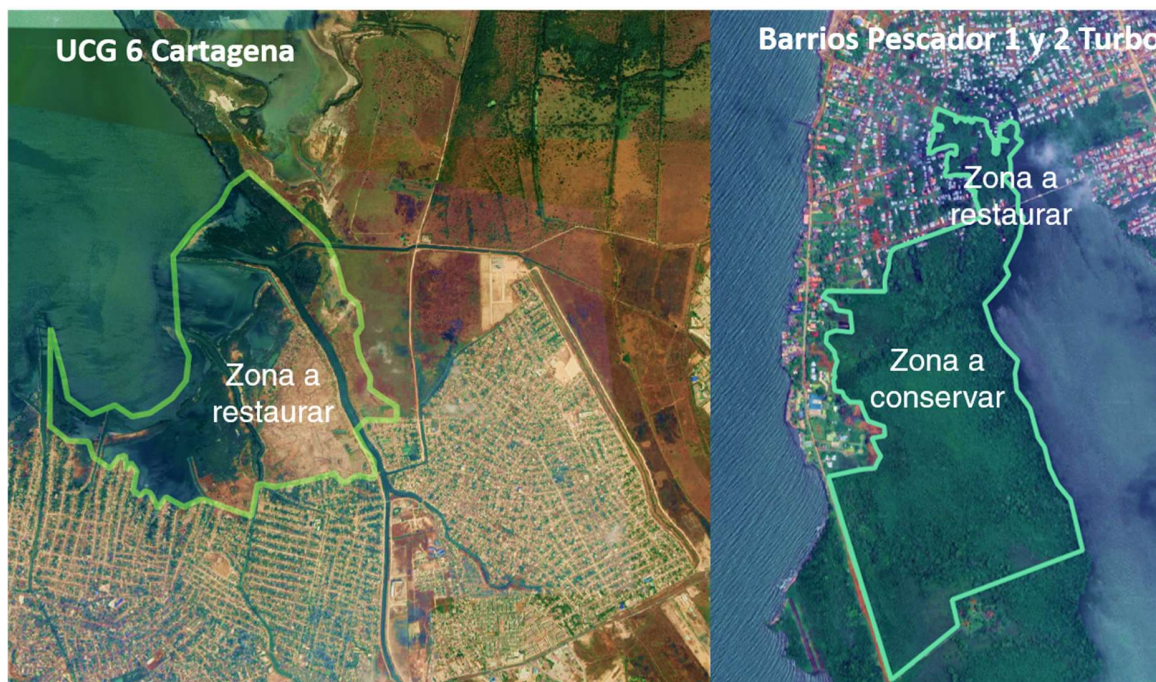 UCG 6 Cartagena
Barrios Pescador 1 y 2 Turbo
Zona a
restaurar
Zona a
restaurar
Zona a
conservar